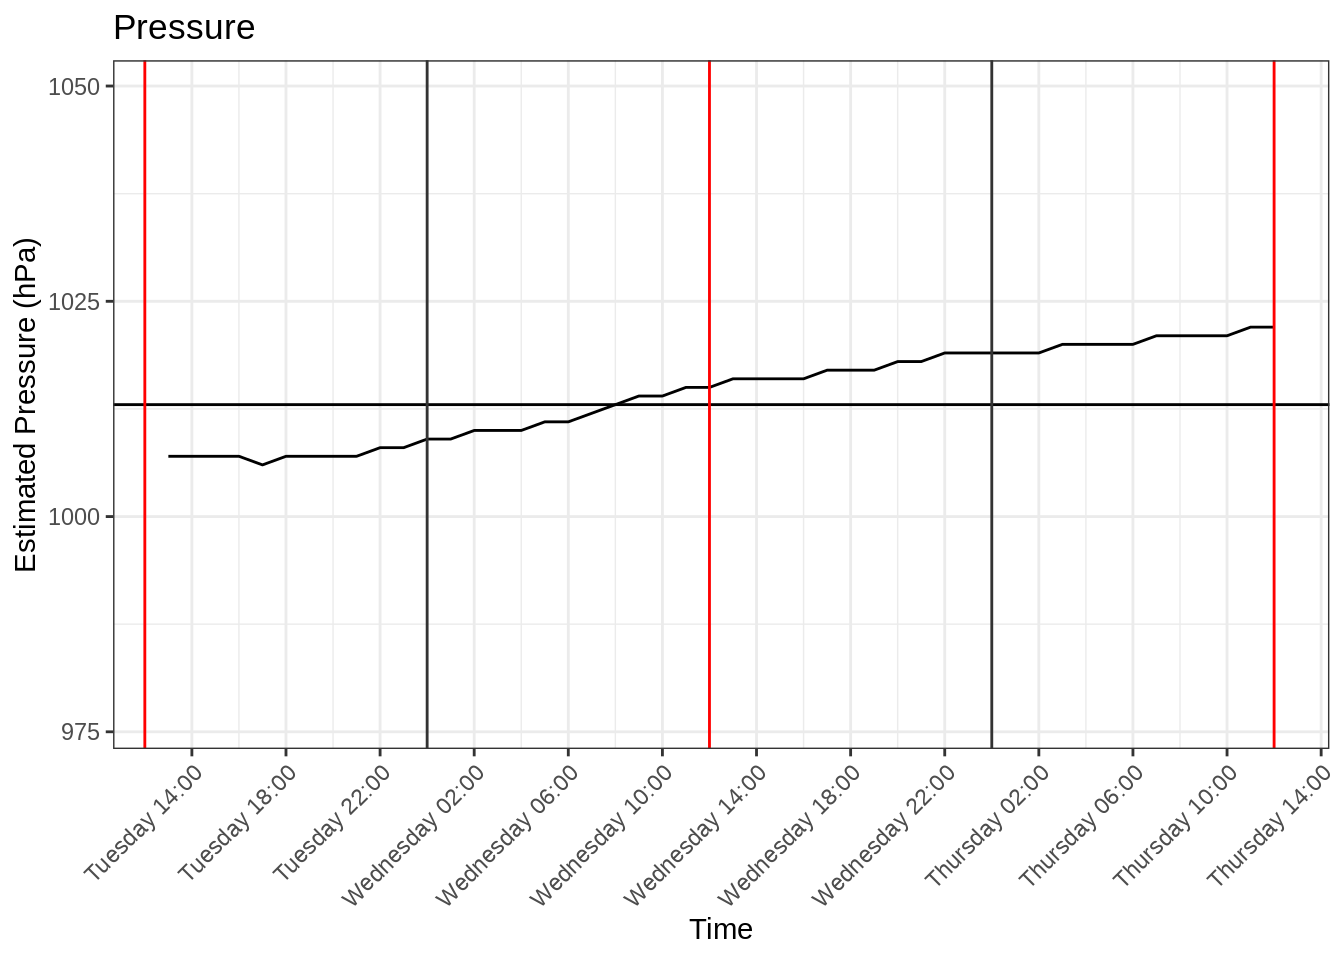 Pressure
Estimated Pressure (hPa)
1050
1025
1000
975
Tuesday 14:00
Tuesday 18:00
Tuesday 22:00
Wednesday 02:00
Wednesday 06:00
Wednesday 10:00
Wednesday 14:00
Wednesday 18:00
Wednesday 22:00
Thursday 02:00
Thursday 06:00
Thursday 10:00
Thursday 14:00
Time